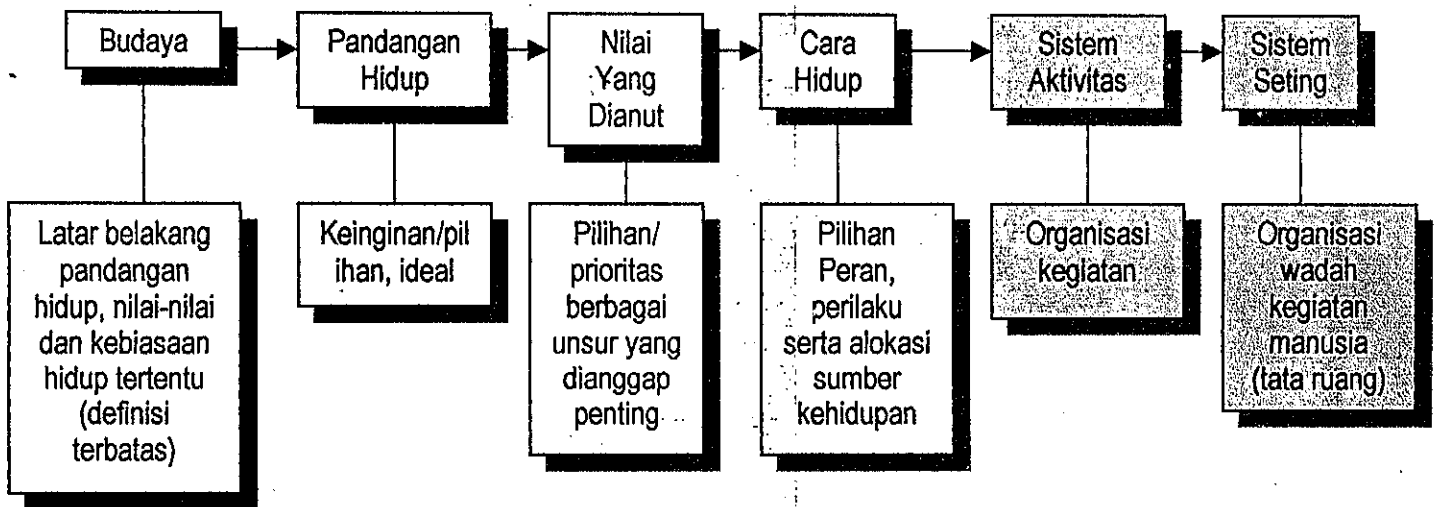 Budaya
Pandangan
Hidup
Nilai
Yang
Dianut
Cara
Hidup
Sistem
Aktivitas
Sistem
Seting
Latar belakang
pandangan
hidup, nilai-nilai
dan kebiasaan
hidup tertentu
(definisi
terbatas)
Keinginan/pil
ihan, ideal
Pilihan/
prioritas
berbagai
unsur yang
dianggap
penting
Pilihan
Peran,
perilaku
serta alokasi
sumber
kehidupan
Organisasi
kegiatan
Organisasi
wadah
kegiatan
manusia
(tata ruang)